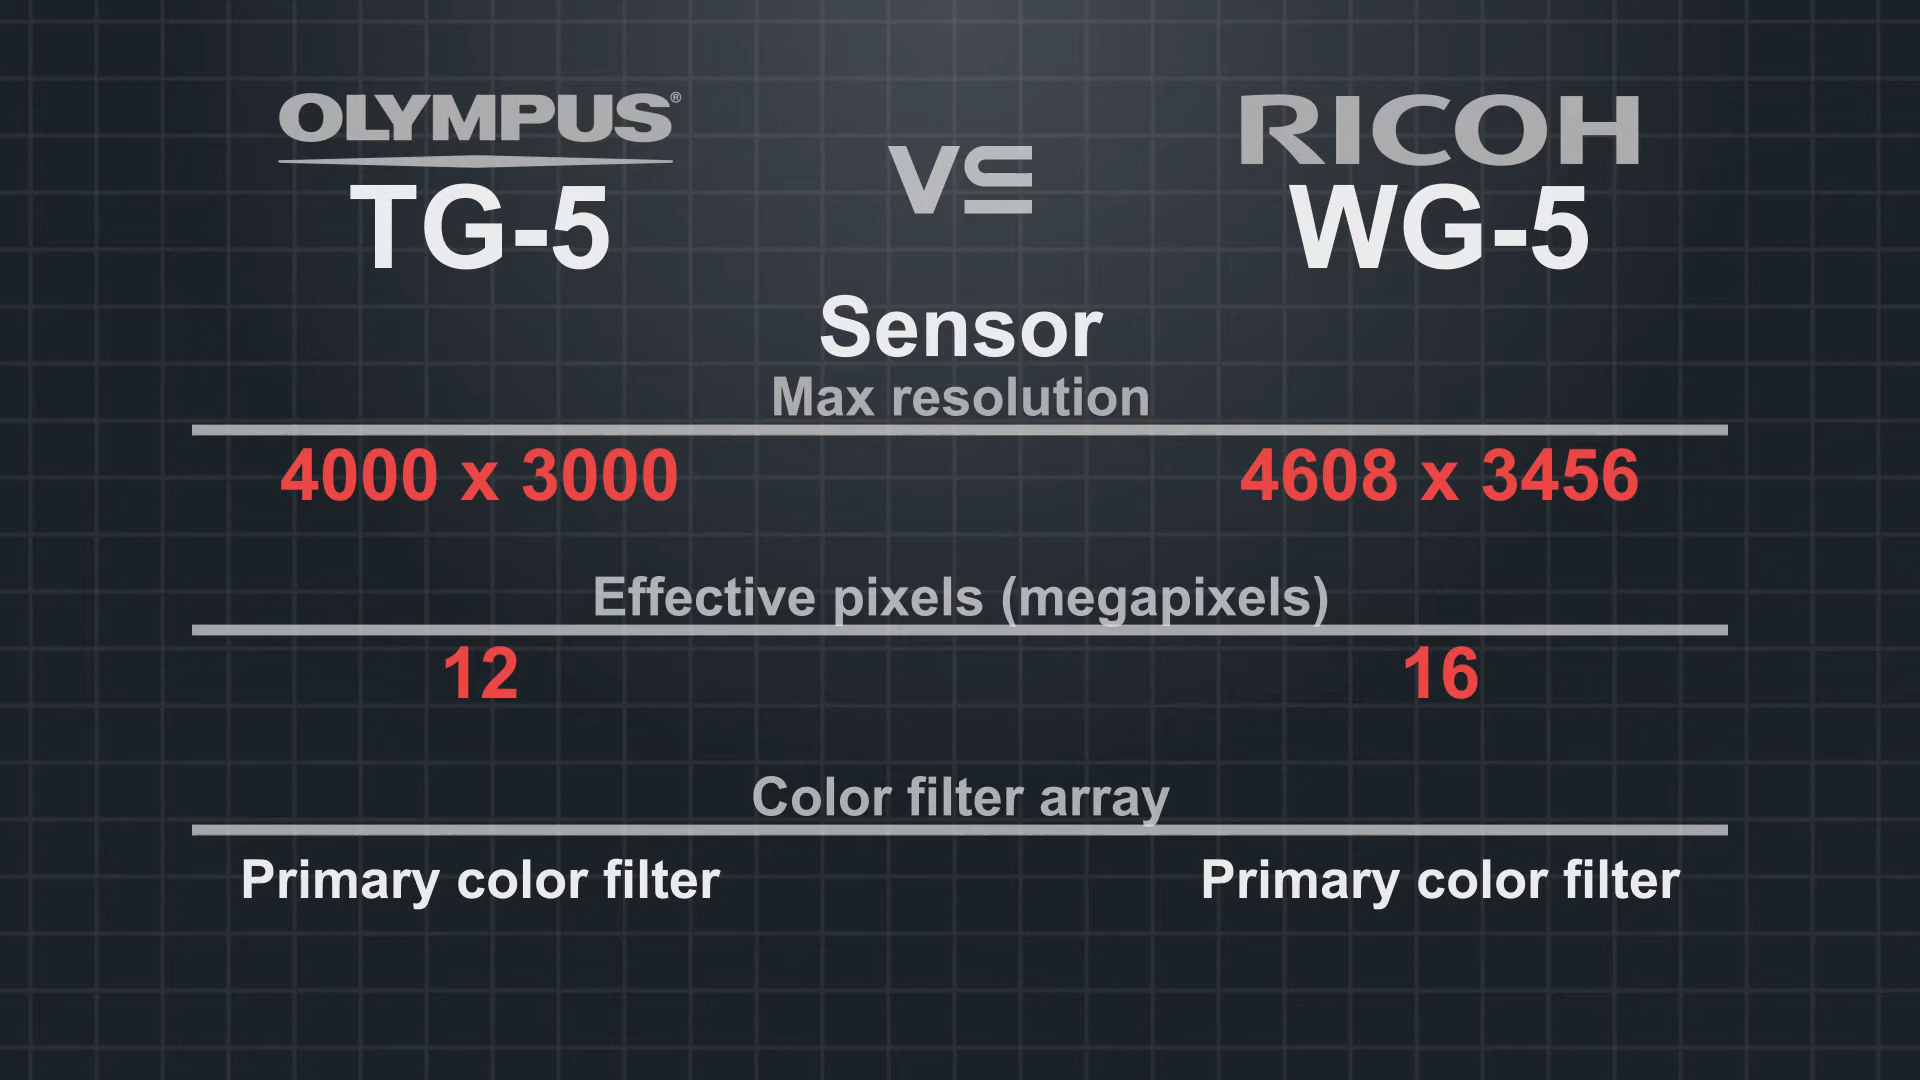 OLYMPUS®
TG-5
VS
RICOH
WG-5
Sensor
Max resolution
4000 x 3000
4608 x 3456
Effective pixels (megapixels)
12
16
Color filter array
Primary color filter
Primary color filter